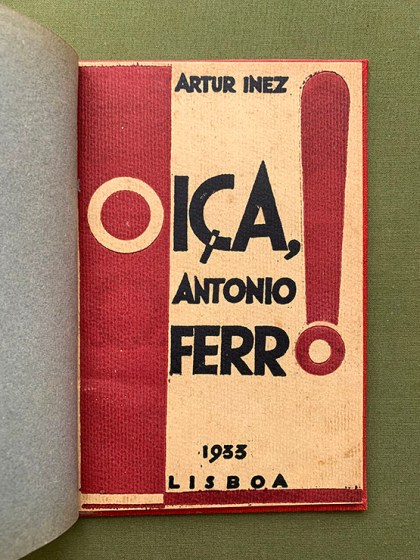 ARTUR INEZ
OIÇA,
ANTONIO
FERRO!
1933
LISBOA